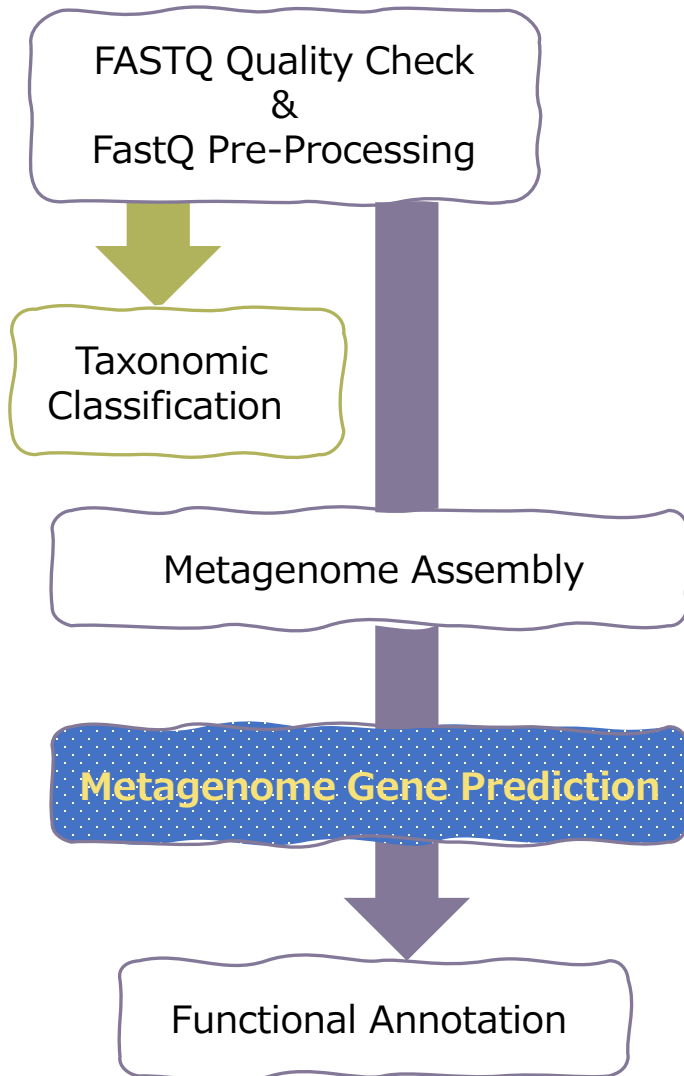 FASTQ Quality Check
&
FastQ Pre-Processing
Taxonomic
Classification
Metagenome Assembly
Metagenome Gene Prediction
Functional Annotation